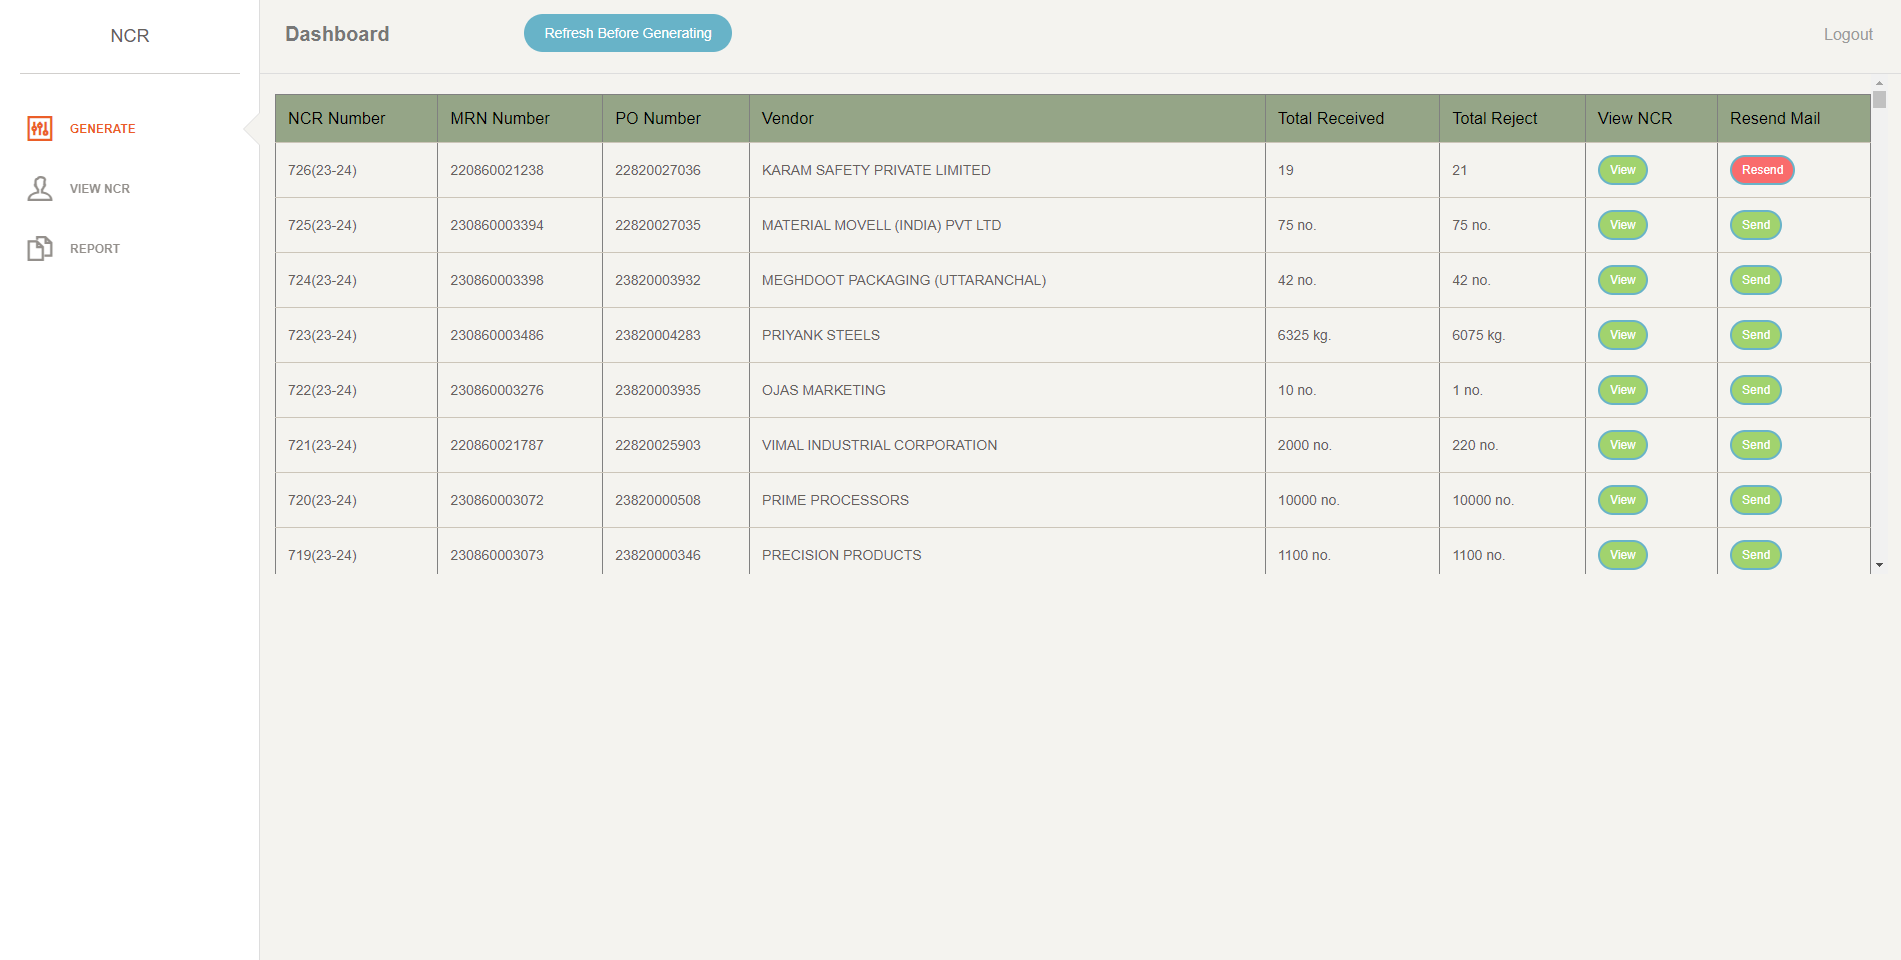 NCR
Dashboard
Refresh Before Generating
Logout
GENERATE
VIEW NCR
REPORT
NCR Number MRN Number PO Number Vendor Total Received Total Reject View NCR Resend Mail
726(23-24) 220860021238 22820027036 KARAM SAFETY PRIVATE LIMITED 19 21 View Resend
725(23-24) 230860003394 22820027035 MATERIAL MOVELL (INDIA) PVT LTD 75 no. 75 no. View Send
724(23-24) 230860003398 23820003932 MEGHDOOT PACKAGING (UTTARANCHAL) 42 no. 42 no. View Send
723(23-24) 230860003486 23820004283 PRIYANK STEELS 6325 kg. 6075 kg. View Send
722(23-24) 230860003276 23820003935 OJAS MARKETING 10 no. 1 no. View Send
721(23-24) 220860021787 22820025903 VIMAL INDUSTRIAL CORPORATION 2000 no. 220 no. View Send
720(23-24) 230860003072 23820000508 PRIME PROCESSORS 10000 no. 10000 no. View Send
719(23-24) 230860003073 23820000346 PRECISION PRODUCTS 1100 no. 1100 no. View Send